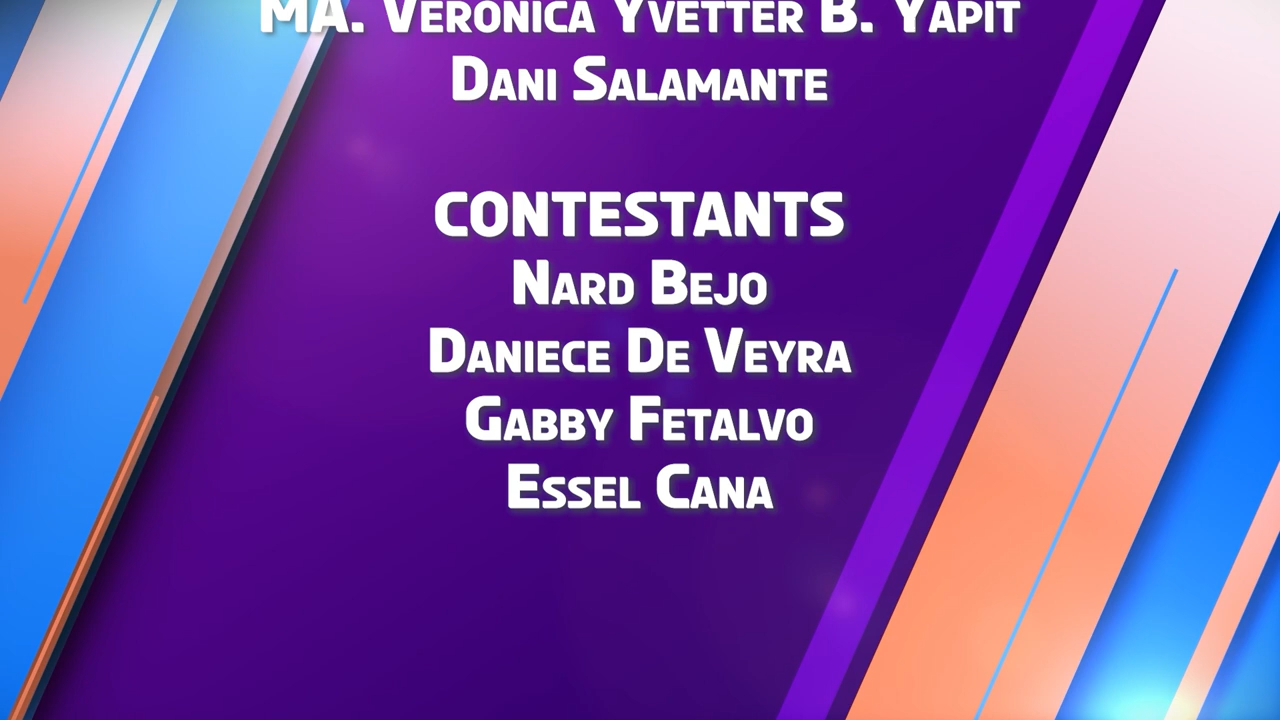 MA. Veronica Yvetter B. Yapit
Dani Salamante
CONTESTANTS
Nard Bejo
Daniece De Veyra
Gabby Fetalvo
Essel Cana